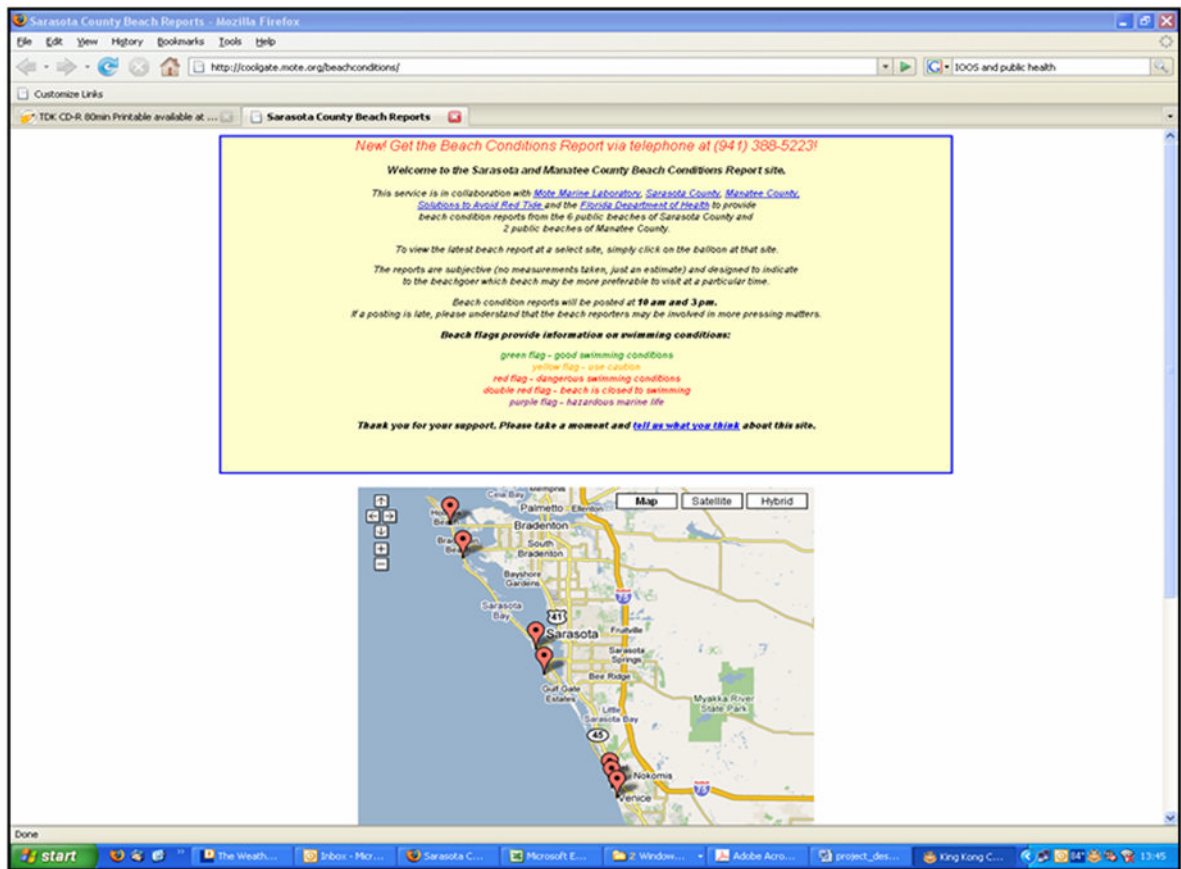 Sarasota County Beach Reports - Mozilla Firefox
File Edit View History Bookmarks Tools Help
http://coolgate.mote.org/beachconditions/
IOOS and public health
Customize Links
TDK CD-R 80min Printable available at ...
Sarasota County Beach Reports
New! Get the Beach Conditions Report via telephone at (941) 388-5223!
Welcome to the Sarasota and Manatee County Beach Conditions Report site.
This service is in collaboration with Mote Marine Laboratory, Sarasota County, Manatee County,
Solutions to Avoid Red Tide and the Florida Department of Health to provide
beach condition reports from the 6 public beaches of Sarasota County and
2 public beaches of Manatee County.
To view the latest beach report at a select site, simply click on the balloon at that site.
The reports are subjective (no measurements taken, just an estimate) and designed to indicate
to the beachgoer which beach may be more preferable to visit at a particular time.
Beach condition reports will be posted at 10 am and 3 pm.
If a posting is late, please understand that the beach reporters may be involved in more pressing matters.
Beach flags provide information on swimming conditions:
green flag - good swimming conditions
yellow flag - use caution
red flag - dangerous swimming conditions
double red flag - beach is closed to swimming
purple flag - hazardous marine life
Thank you for your support. Please take a moment and tell us what you think about this site.
Map Satellite Hybrid
Memphis
Ceia Bay
Palmetto
Ellenton
Bradenton
Beach
South
Bradenton
Bayshore
Gardens
75
Sarasota
Bay
41
Sarasota
Fruitville
Sarasota
Springs
Bee Ridge
Gulf Gate
Estates
Myakka River
State Park
Little
Sarasota Bay
45
Nokomis
75
Venice
Done
start
The Weath...
Inbox - Mcr...
Sarasota C...
Microsoft E...
2 Window...
Adobe Acro...
project_des...
King Kong C...
84°
13:45